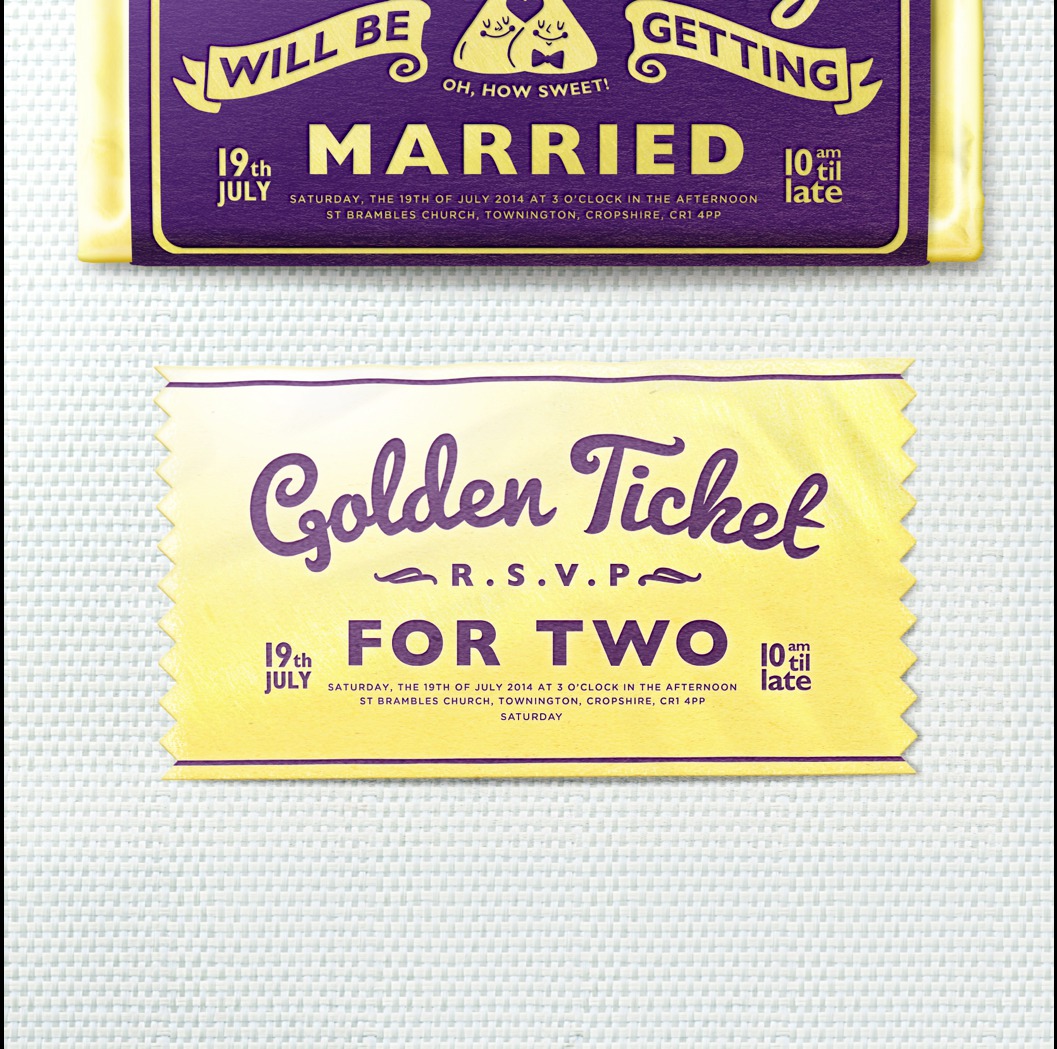 WILL BE
GETTING
OH, HOW SWEET!
MARRIED
19th
JULY
10am
til
late
SATURDAY, THE 19TH OF JULY 2014 AT 3 O'CLOCK IN THE AFTERNOON
ST BRAMBLES CHURCH, TOWNINGTON, CROPSHIRE, CR1 4PP
Golden Ticket
R.S.V.P
FOR TWO
19th
JULY
10am
til
late
SATURDAY, THE 19TH OF JULY 2014 AT 3 O'CLOCK IN THE AFTERNOON
ST BRAMBLES CHURCH, TOWNINGTON, CROPSHIRE, CR1 4PP
SATURDAY